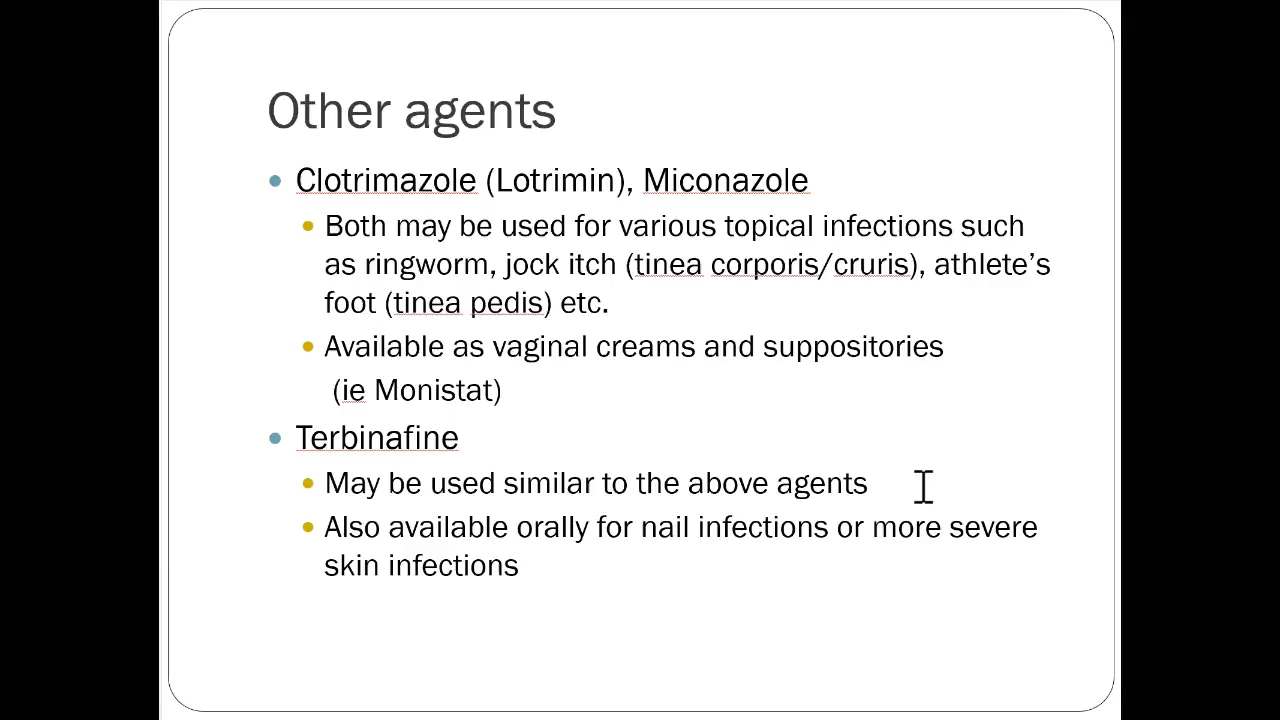 Other agents
Clotrimazole (Lotrimin), Miconazole
Both may be used for various topical infections such
as ringworm, jock itch (tinea corporis/cruris), athlete’s
foot (tinea pedis) etc.
Available as vaginal creams and suppositories
(ie Monistat)
Terbinafine
May be used similar to the above agents
Also available orally for nail infections or more severe
skin infections